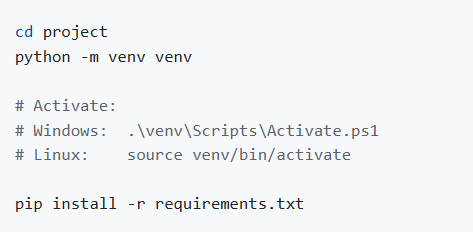 cd project
python -m venv venv
# Activate:
# Windows:  .\venv\Scripts\Activate.ps1
# Linux:    source venv/bin/activate
pip install -r requirements.txt